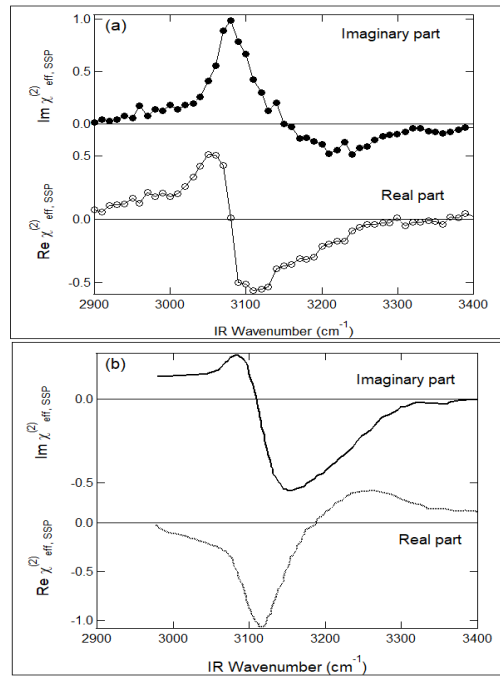 (a)
Imaginary part
Im χ(2)eff, SSP
1.0
0.5
0.0
Real part
Re χ(2)eff, SSP
0.5
0.0
-0.5
2900 3000 3100 3200 3300 3400
IR Wavenumber (cm-1)
(b)
Imaginary part
Im χ(2)eff, SSP
0.0
-0.5
Real part
Re χ(2)eff, SSP
0.0
-1.0
2900 3000 3100 3200 3300 3400
IR Wavenumber (cm-1)